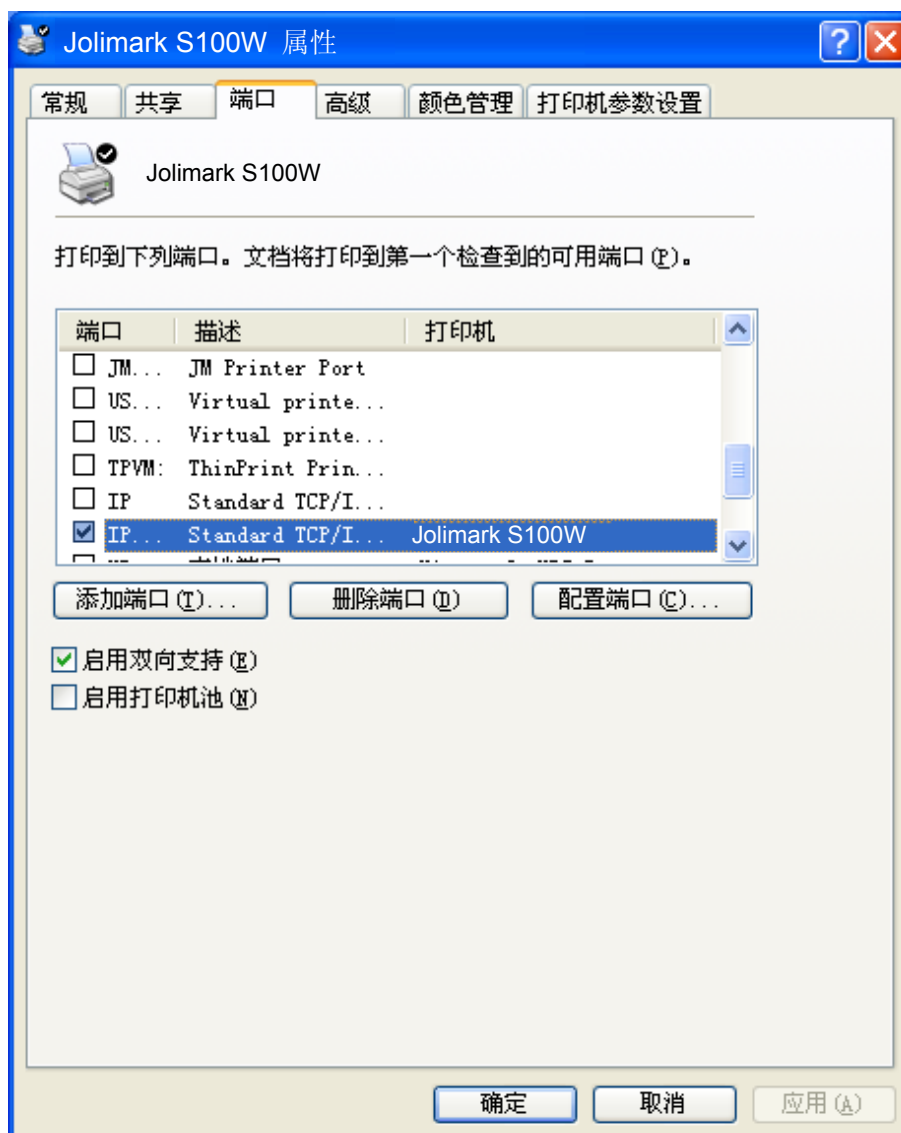 Jolimark S100W 属性
常规 共享 端口 高级 颜色管理 打印机参数设置
Jolimark S100W
打印到下列端口。文档将打印到第一个检查到的可用端口(P)。
端口 描述 打印机
JM... JM Printer Port
US... Virtual printe...
US... Virtual printe...
TPVM: ThinPrint Prin...
IP Standard TCP/I...
IP... Standard TCP/I... Jolimark S100W
添加端口(T)... 删除端口(D) 配置端口(C)...
启用双向支持(E)
启用打印机池(N)
确定 取消 应用(A)